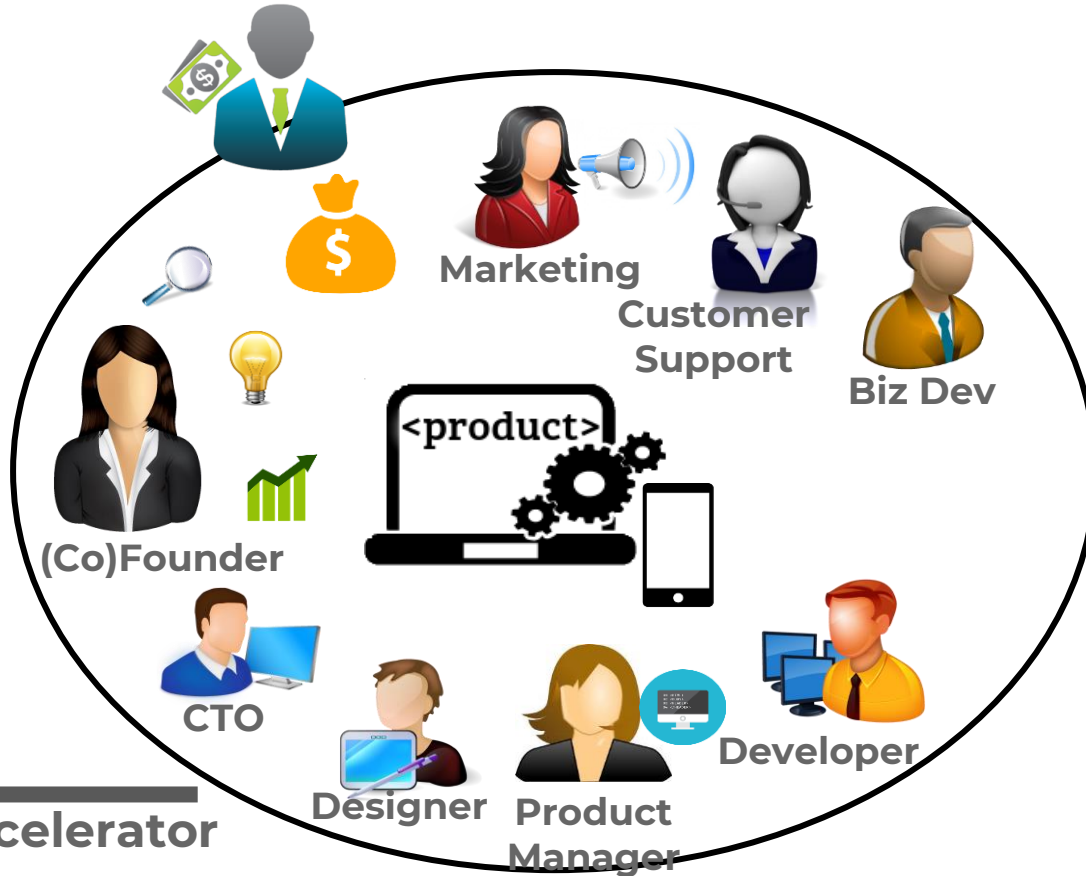 $
Marketing
Customer
Support
Biz Dev
<product>
(Co)Founder
CTO
Developer
Designer
Product
Manager
celerator